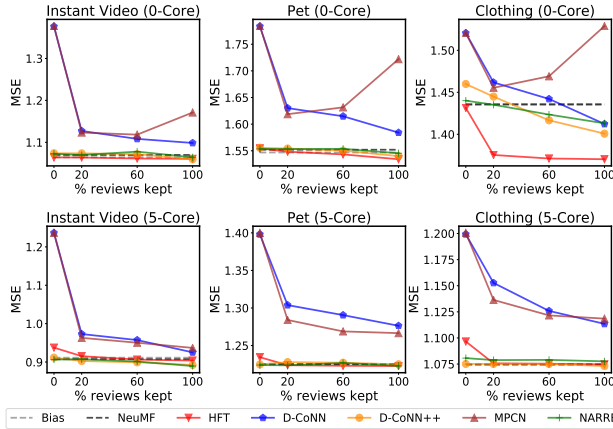 Instant Video (0-Core)
MSE
1.3
1.2
1.1
0 20 60 100
% reviews kept
Pet (0-Core)
MSE
1.75
1.70
1.65
1.60
1.55
0 20 60 100
% reviews kept
Clothing (0-Core)
MSE
1.50
1.45
1.40
0 20 60 100
% reviews kept
Instant Video (5-Core)
MSE
1.2
1.1
1.0
0.9
0 20 60 100
% reviews kept
Pet (5-Core)
MSE
1.40
1.35
1.30
1.25
0 20 60 100
% reviews kept
Clothing (5-Core)
MSE
1.200
1.175
1.150
1.125
1.100
1.075
0 20 60 100
% reviews kept
Bias NeuMF HFT D-CoNN D-CoNN++ MPCN NARRE